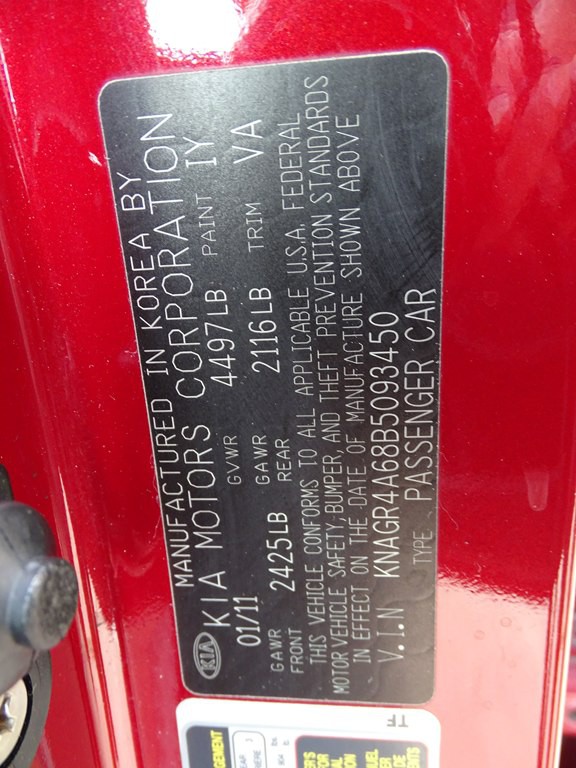 MANUFACTURED IN KOREA BY
KIA KIA MOTORS CORPORATION
01/11 GVWR 4497LB PAINT IY
GAWR FRONT 2425LB GAWR REAR 2116LB TRIM VA
THIS VEHICLE CONFORMS TO ALL APPLICABLE U.S.A. FEDERAL
MOTOR VEHICLE SAFETY, BUMPER, AND THEFT PREVENTION STANDARDS
IN EFFECT ON THE DATE OF MANUFACTURE SHOWN ABOVE
V.I.N KNAGR4A68B5093450
TYPE PASSENGER CAR
TF